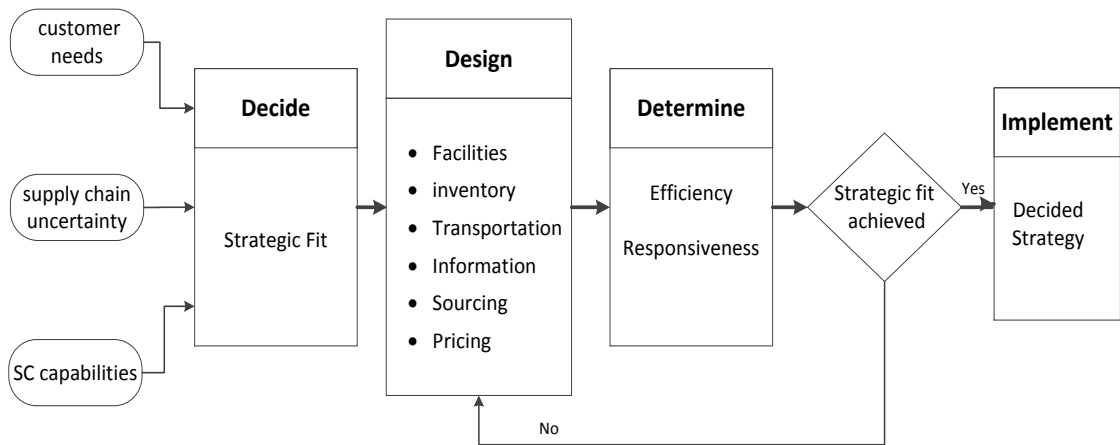 customer
needs
supply chain
uncertainty
SC capabilities
Decide
Strategic Fit
Design
• Facilities
• inventory
• Transportation
• Information
• Sourcing
• Pricing
Determine
Efficiency
Responsiveness
Strategic fit
achieved
Yes
No
Implement
Decided
Strategy